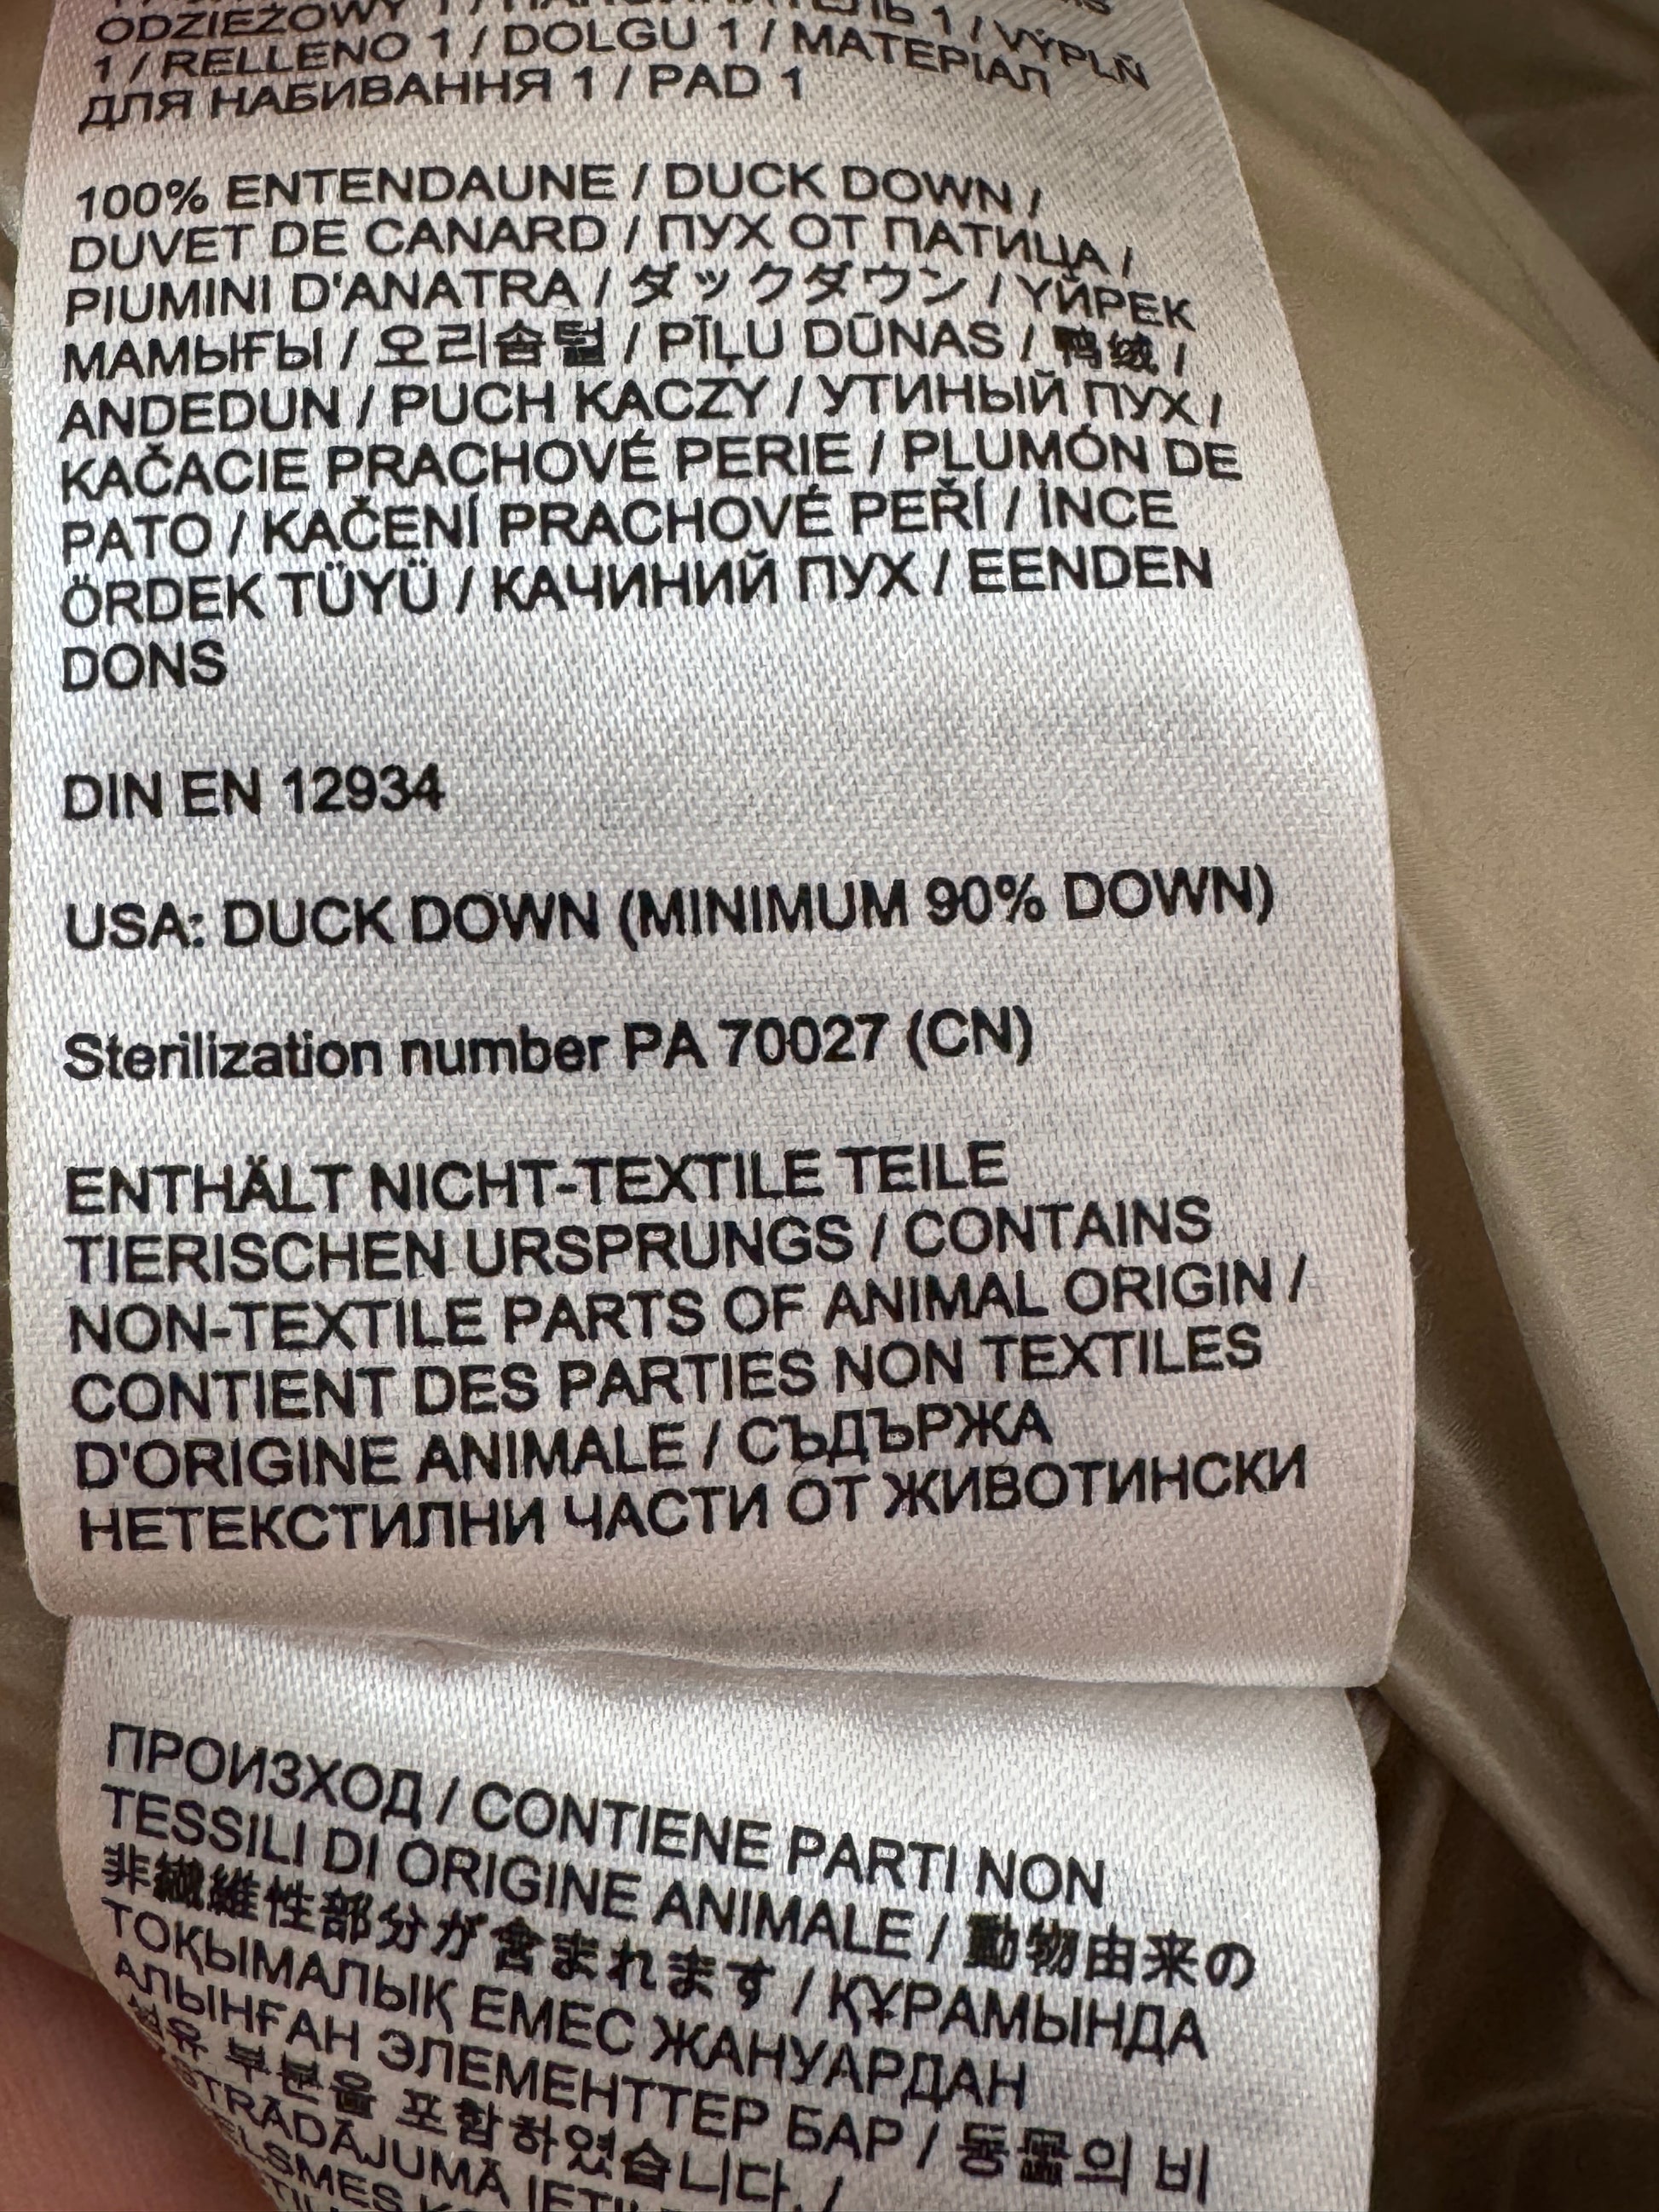 ODZIEŻOWY 1 / 1 / VÝPLŇ
1 / RELLENO 1 / DOLGU 1 / МАТЕРІАЛ
ДЛЯ НАБИВАННЯ 1 / PAD 1
100% ENTENDAUNE / DUCK DOWN /
DUVET DE CANARD / ПУХ ОТ ПАТИЦА /
PIUMINI D'ANATRA / ダックダウン / ҮЙРЕК
МАМЫҒЫ / 오리솜털 / PĪĻU DŪNAS / 鸭绒 /
ANDEDUN / PUCH KACZY / УТИНЫЙ ПУХ /
KAČACIE PRACHOVÉ PERIE / PLUMÓN DE
PATO / KAČENÍ PRACHOVÉ PEŘÍ / İNCE
ÖRDEK TÜYÜ / КАЧИНИЙ ПУХ / EENDEN
DONS
DIN EN 12934
USA: DUCK DOWN (MINIMUM 90% DOWN)
Sterilization number PA 70027 (CN)
ENTHÄLT NICHT-TEXTILE TEILE
TIERISCHEN URSPRUNGS / CONTAINS
NON-TEXTILE PARTS OF ANIMAL ORIGIN /
CONTIENT DES PARTIES NON TEXTILES
D'ORIGINE ANIMALE / СЪДЪРЖА
НЕТЕКСТИЛНИ ЧАСТИ ОТ ЖИВОТИНСКИ
ПРОИЗХОД / CONTIENE PARTI NON
TESSILI DI ORIGINE ANIMALE / 動物由来の
非繊維性部分が含まれます / ҚҰРАМЫНДА
ТОҚЫМАЛЫҚ ЕМЕС ЖАНУАРДАН
АЛЫНҒАН ЭЛЕМЕНТТЕР БАР / 동물의 비
섬유 부분을 포함하였습니다. /